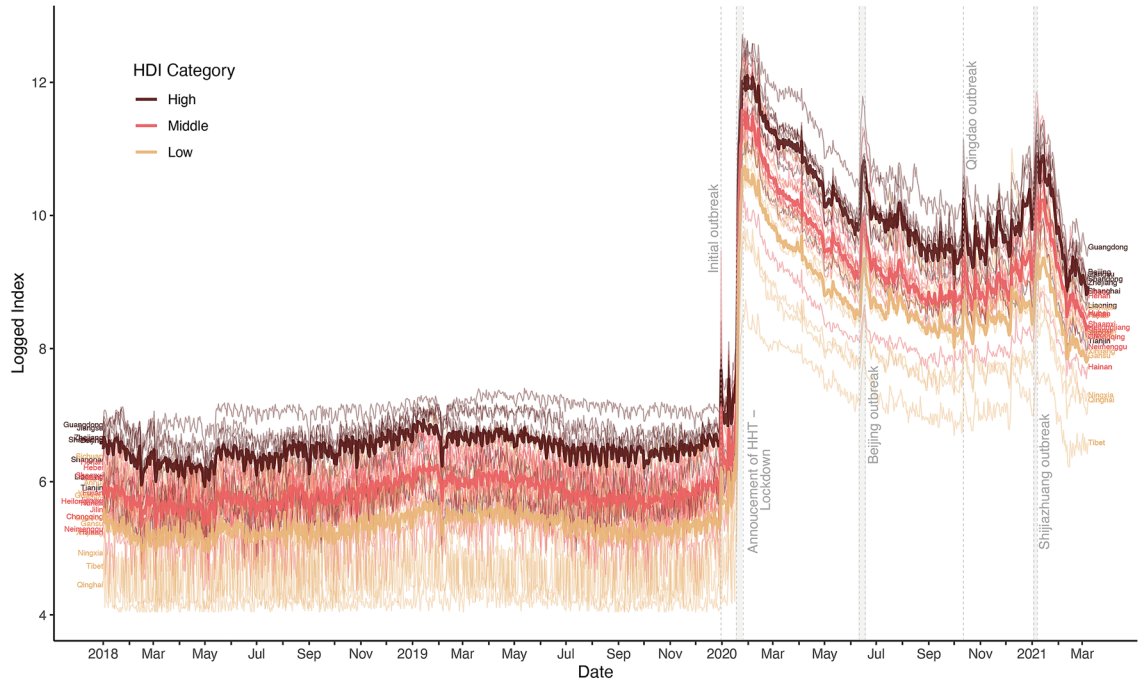 HDI Category
High
Middle
Low
Logged Index
12
10
8
6
4
Initial outbreak
Annoucement of HHT –
Lockdown
Beijing outbreak
Qingdao outbreak
Shijiazhuang outbreak
Guangdong
Jiangsu
Zhejiang
Tianjin
Jilin
Chongqing
Neimenggu
Gansu
Ningxia
Tibet
Qinghai
Guangdong
Beijing
Shandong
Zhejiang
Shanghai
Henan
Liaoning
Hubei
Shaanxi
Chongqing
Tianjin
Neimenggu
Gansu
Hainan
Ningxia
Qinghai
Tibet
2018 Mar May Jul Sep Nov 2019 Mar May Jul Sep Nov 2020 Mar May Jul Sep Nov 2021 Mar
Date